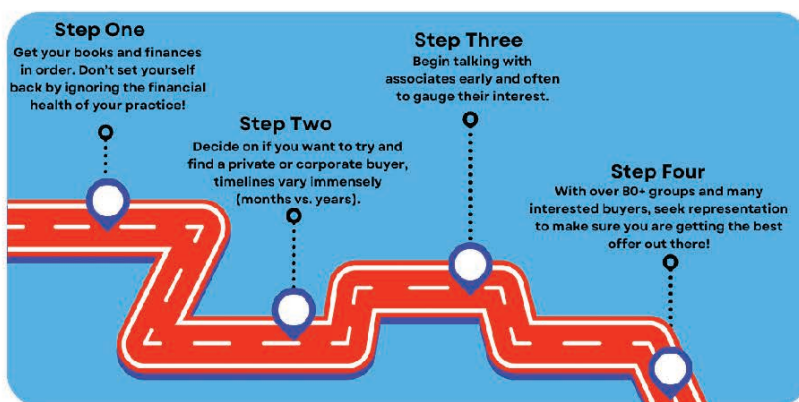 Step One
Get your books and finances
in order. Don't set yourself
back by ignoring the financial
health of your practice!
Step Two
Decide on if you want to try and
find a private or corporate buyer,
timelines vary immensely
(months vs. years).
Step Three
Begin talking with
associates early and often
to gauge their interest.
Step Four
With over 80+ groups and many
interested buyers, seek representation
to make sure you are getting the best
offer out there!